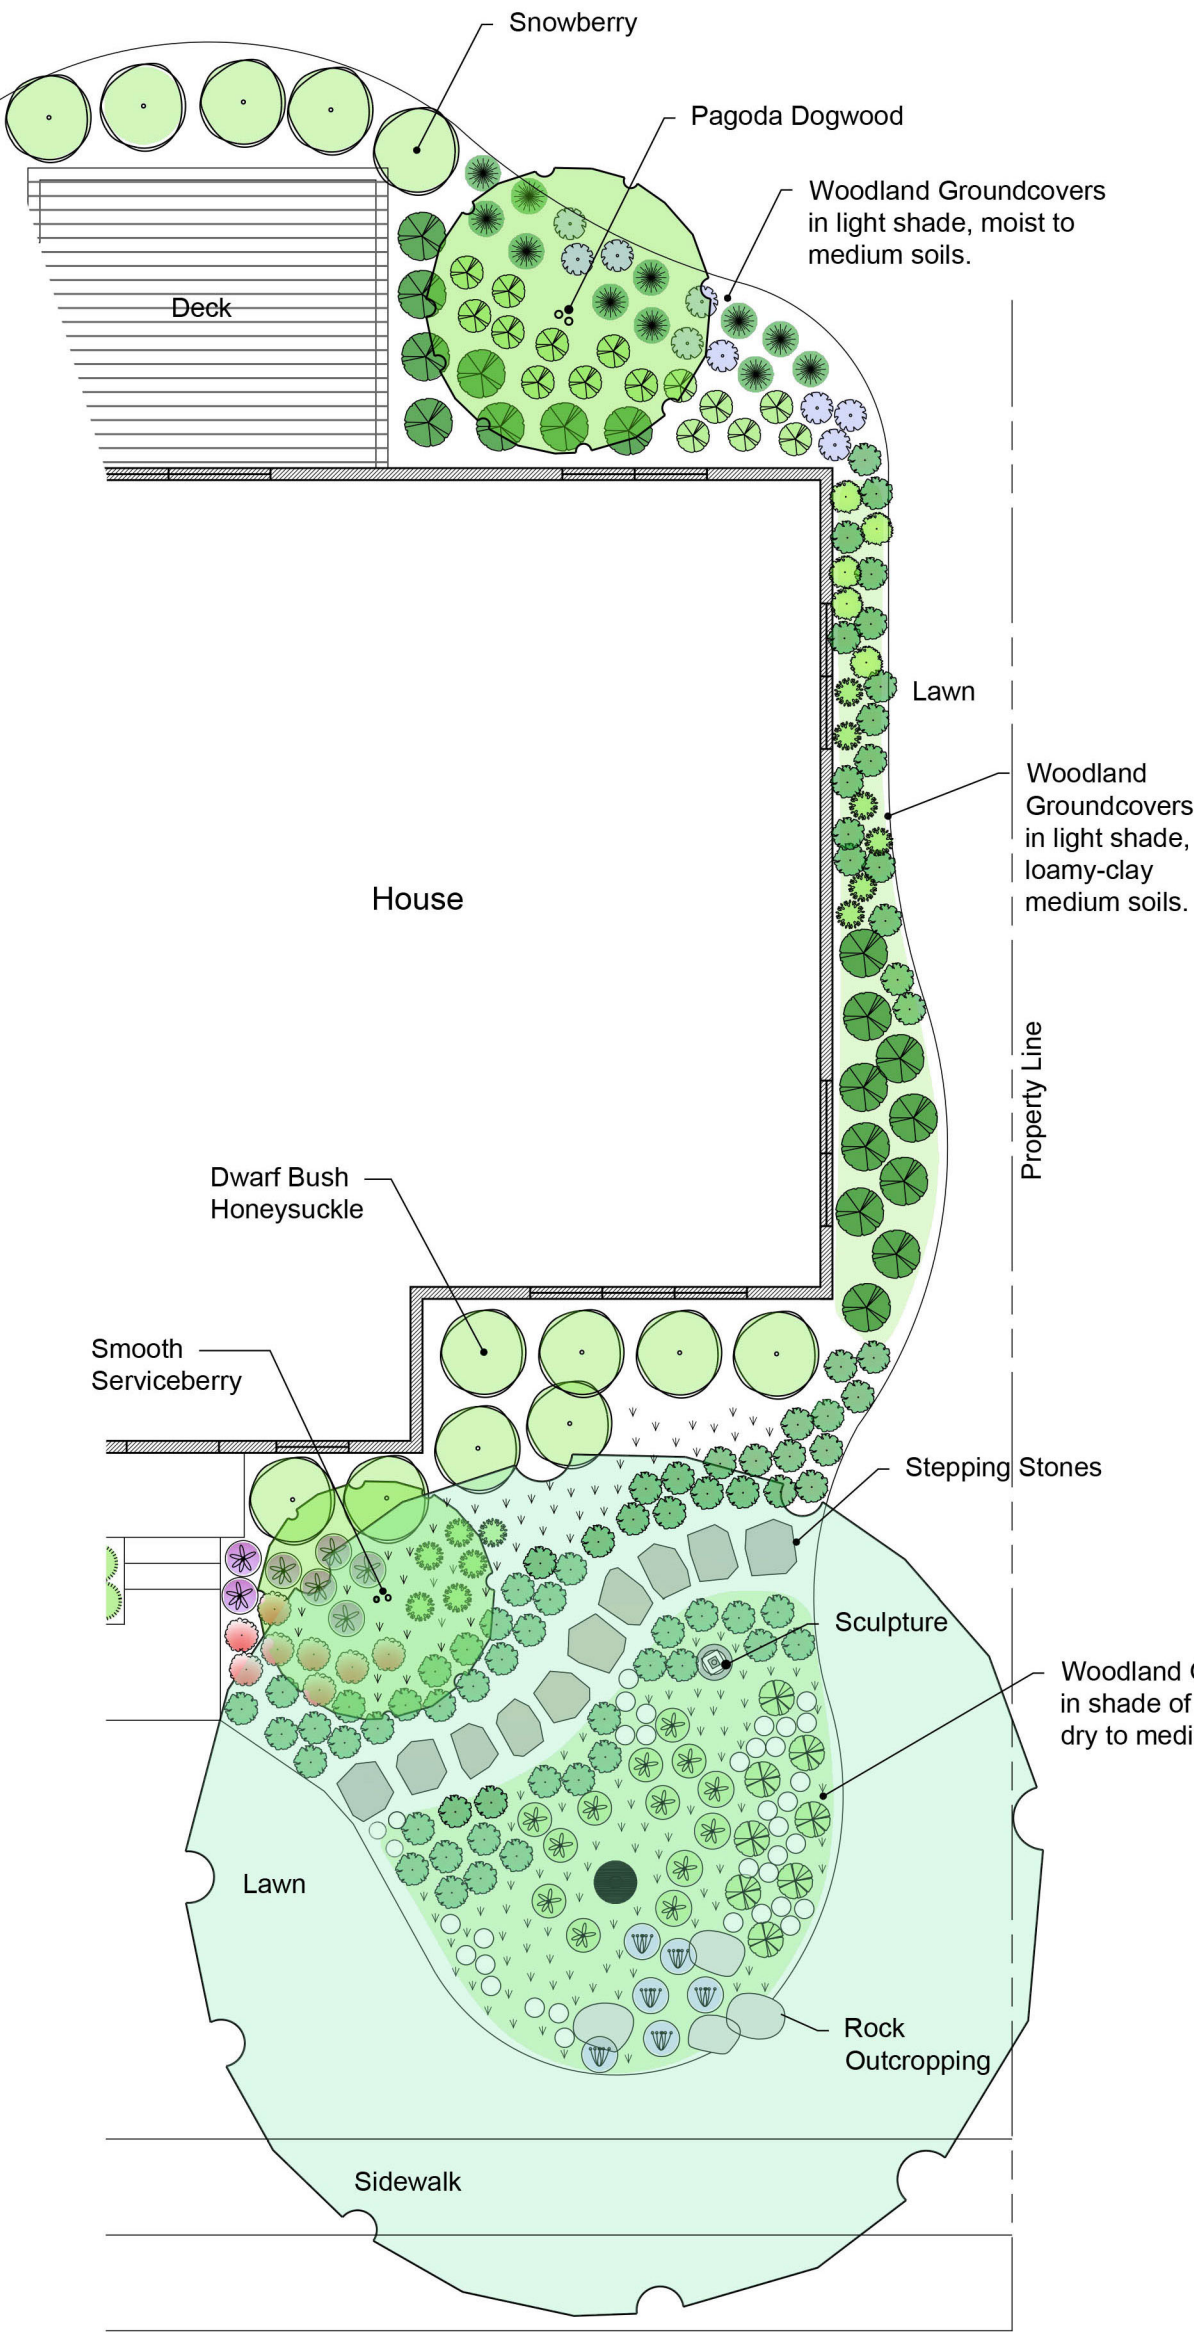 Snowberry
Pagoda Dogwood
Woodland Groundcovers
in light shade, moist to
medium soils.
Deck
Lawn
Woodland
Groundcovers
in light shade,
loamy-clay
medium soils.
House
Property Line
Dwarf Bush
Honeysuckle
Smooth
Serviceberry
Stepping Stones
Sculpture
Woodland
in shade of
dry to
Lawn
Rock
Outcropping
Sidewalk